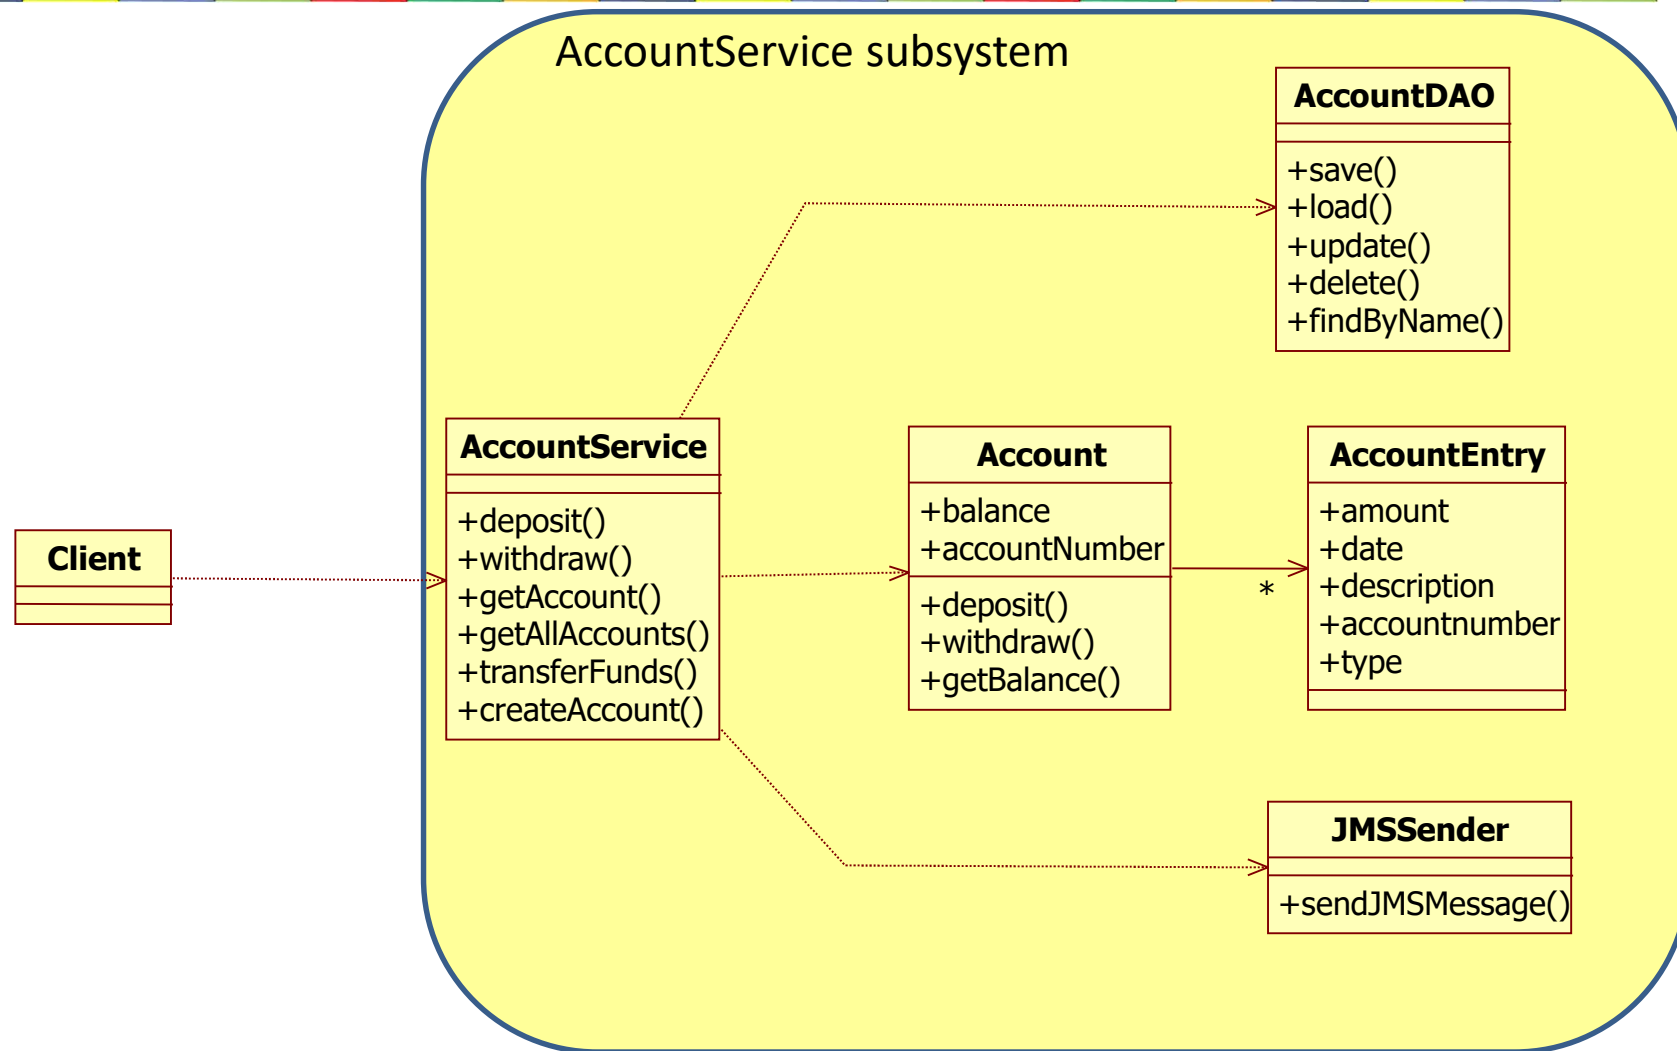 AccountService subsystem
AccountDAO
+save()
+load()
+update()
+delete()
+findByName()
AccountService
+deposit()
+withdraw()
+getAccount()
+getAllAccounts()
+transferFunds()
+createAccount()
Client
Account
+balance
+accountNumber
+deposit()
+withdraw()
+getBalance()
*
AccountEntry
+amount
+date
+description
+accountnumber
+type
JMSSender
+sendJMSMessage()